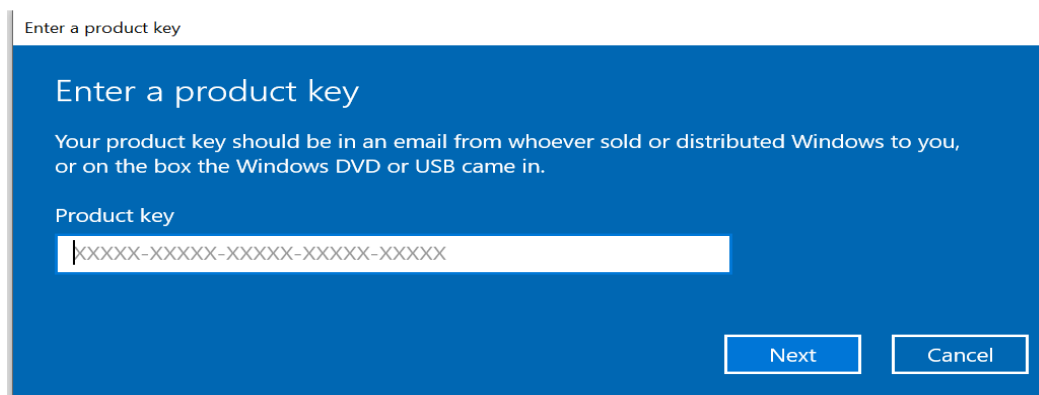 Enter a product key
Enter a product key
Your product key should be in an email from whoever sold or distributed Windows to you,
or on the box the Windows DVD or USB came in.
Product key
XXXXX-XXXXX-XXXXX-XXXXX-XXXXX
Next Cancel